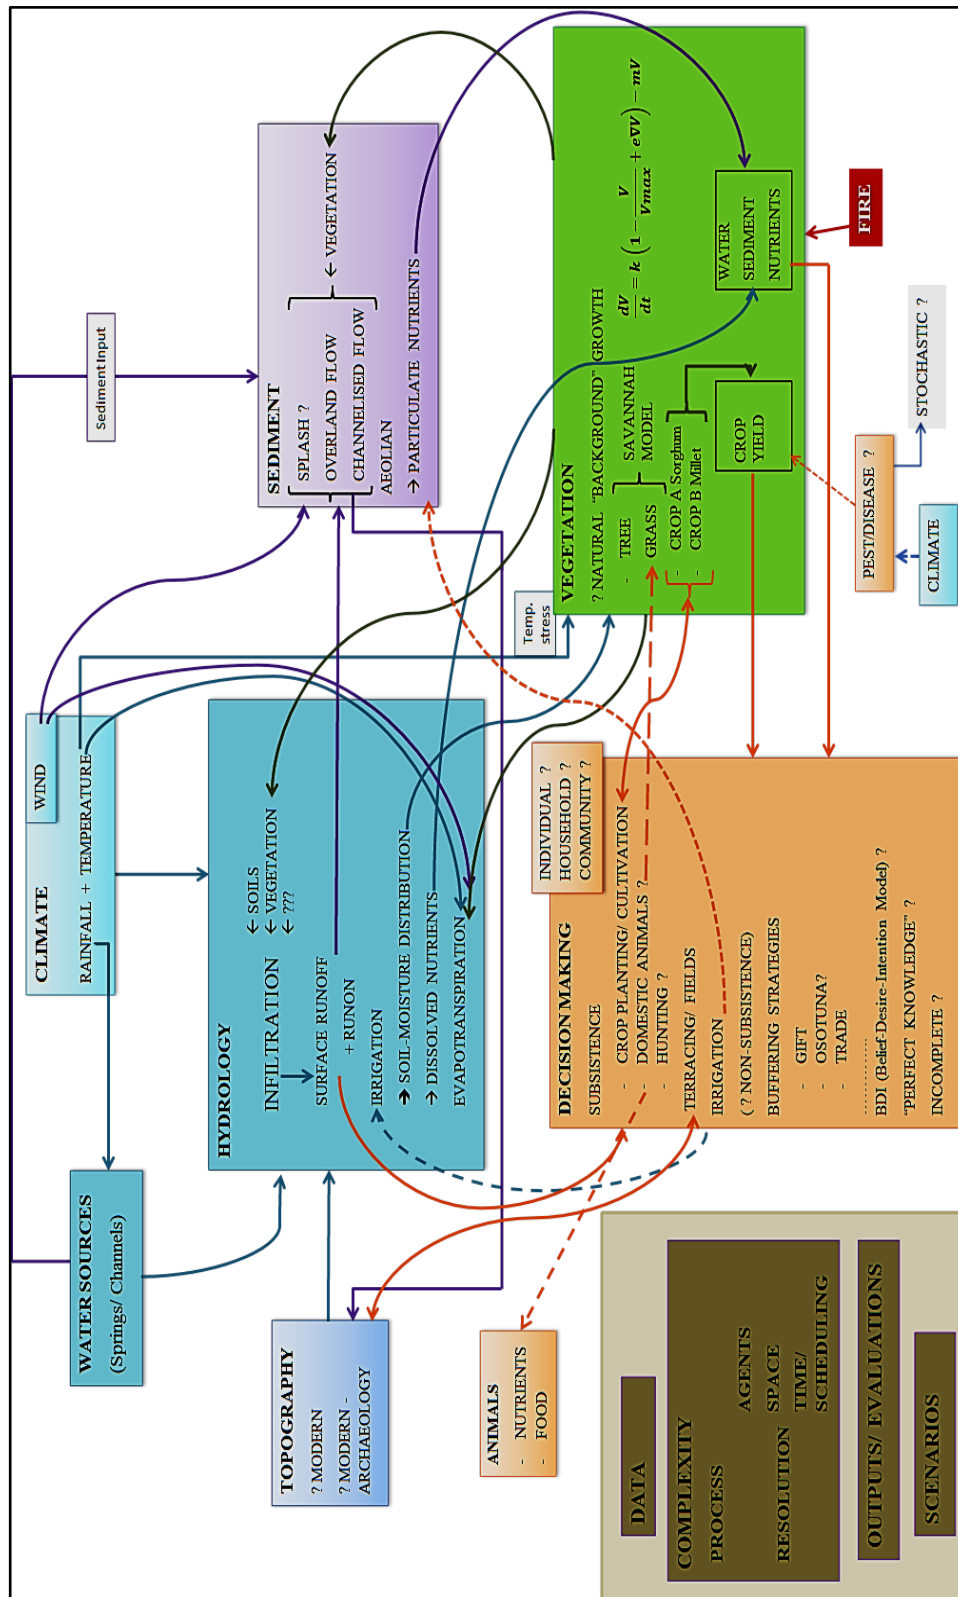 CLIMATE
WIND
RAINFALL + TEMPERATURE
WATER SOURCES
(Springs/ Channels)
Sediment Input
SEDIMENT
SPLASH ?
OVERLAND FLOW
CHANNELISED FLOW
← VEGETATION
AEOLIAN
→ PARTICULATE NUTRIENTS
HYDROLOGY
INFILTRATION
← SOILS
← VEGETATION
← ???
SURFACE RUNOFF
+ RUNON
IRRIGATION
→ SOIL-MOISTURE DISTRIBUTION
→ DISSOLVED NUTRIENTS
EVAPOTRANSPIRATION
TOPOGRAPHY
? MODERN
? MODERN -
ARCHAEOLOGY
Temp.
stress
VEGETATION
? NATURAL “BACKGROUND” GROWTH
- TREE
- GRASS
SAVANNAH
MODEL
dV/dt = k (1 − V/Vmax + e∇V) − mV
- CROP A Sorghum
- CROP B Millet
CROP
YIELD
WATER
SEDIMENT
NUTRIENTS
FIRE
PEST/DISEASE ?
STOCHASTIC ?
CLIMATE
INDIVIDUAL ?
HOUSEHOLD ?
COMMUNITY ?
DECISION MAKING
SUBSISTENCE
- CROP PLANTING/ CULTIVATION
- DOMESTIC ANIMALS ?
- HUNTING ?
TERRACING/ FIELDS
IRRIGATION
( ? NON-SUBSISTENCE)
BUFFERING STRATEGIES
- GIFT
- OSOTUNA?
- TRADE
..........
BDI (Belief-Desire-Intention Model) ?
“PERFECT KNOWLEDGE” ?
INCOMPLETE ?
ANIMALS
- NUTRIENTS
- FOOD
DATA
COMPLEXITY
PROCESS
AGENTS
SPACE
RESOLUTION
TIME/
SCHEDULING
OUTPUTS/ EVALUATIONS
SCENARIOS